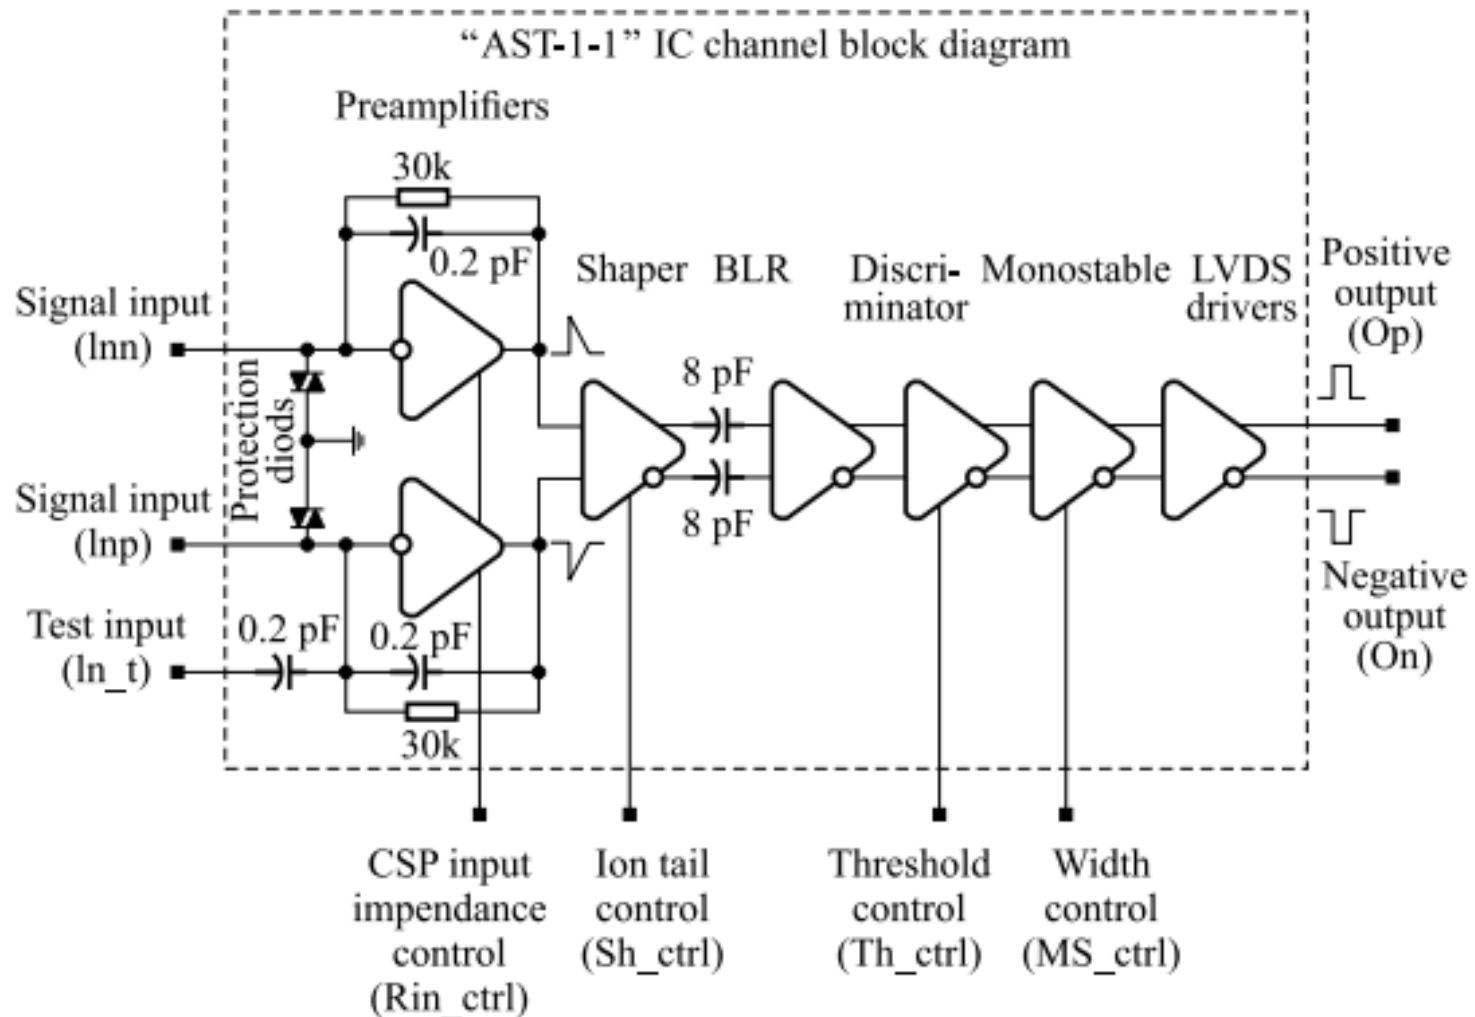 “AST-1-1” IC channel block diagram
Preamplifiers
30k
0.2 pF
Shaper
BLR
Discri-
minator
Monostable
LVDS
drivers
Positive
output
(Op)
Signal input
(lnn)
Protection
diods
8 pF
8 pF
Signal input
(lnp)
Test input
(ln_t)
0.2 pF
0.2 pF
30k
Negative
output
(On)
CSP input
impendance
control
(Rin_ctrl)
Ion tail
control
(Sh_ctrl)
Threshold
control
(Th_ctrl)
Width
control
(MS_ctrl)